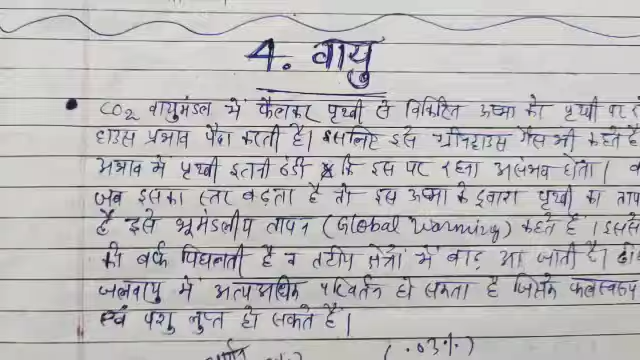 4. वायु
CO2 वायुमंडल में फैलकर पृथ्वी से विकिरित ऊष्मा को पृथ्वी पर
हाउस प्रभाव पैदा करती है। इसलिए इसे ग्रीनहाउस गैस भी कहते है
अभाव में पृथ्वी इतनी ठंडी कि इस पर रहना असंभव होता।
जब इसका स्तर बढ़ता है तो इस ऊष्मा के द्वारा पृथ्वी का ताप
है इसे भूमंडलीय तापन (Global Warming) कहते हैं। इससे
की बर्फ पिघलती है व तटीय क्षेत्रों में बाढ़ आ जाती है।
जलवायु में अत्यअधिक परिवर्तन हो सकता है जिसके फलस्वरूप
एवं पशु लुप्त हो सकते हैं।
(.03%)